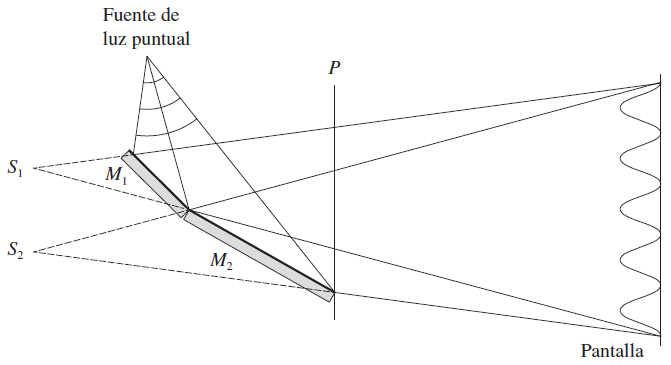 Fuente de
luz puntual
P
S₁
M₁
S₂
M₂
Pantalla